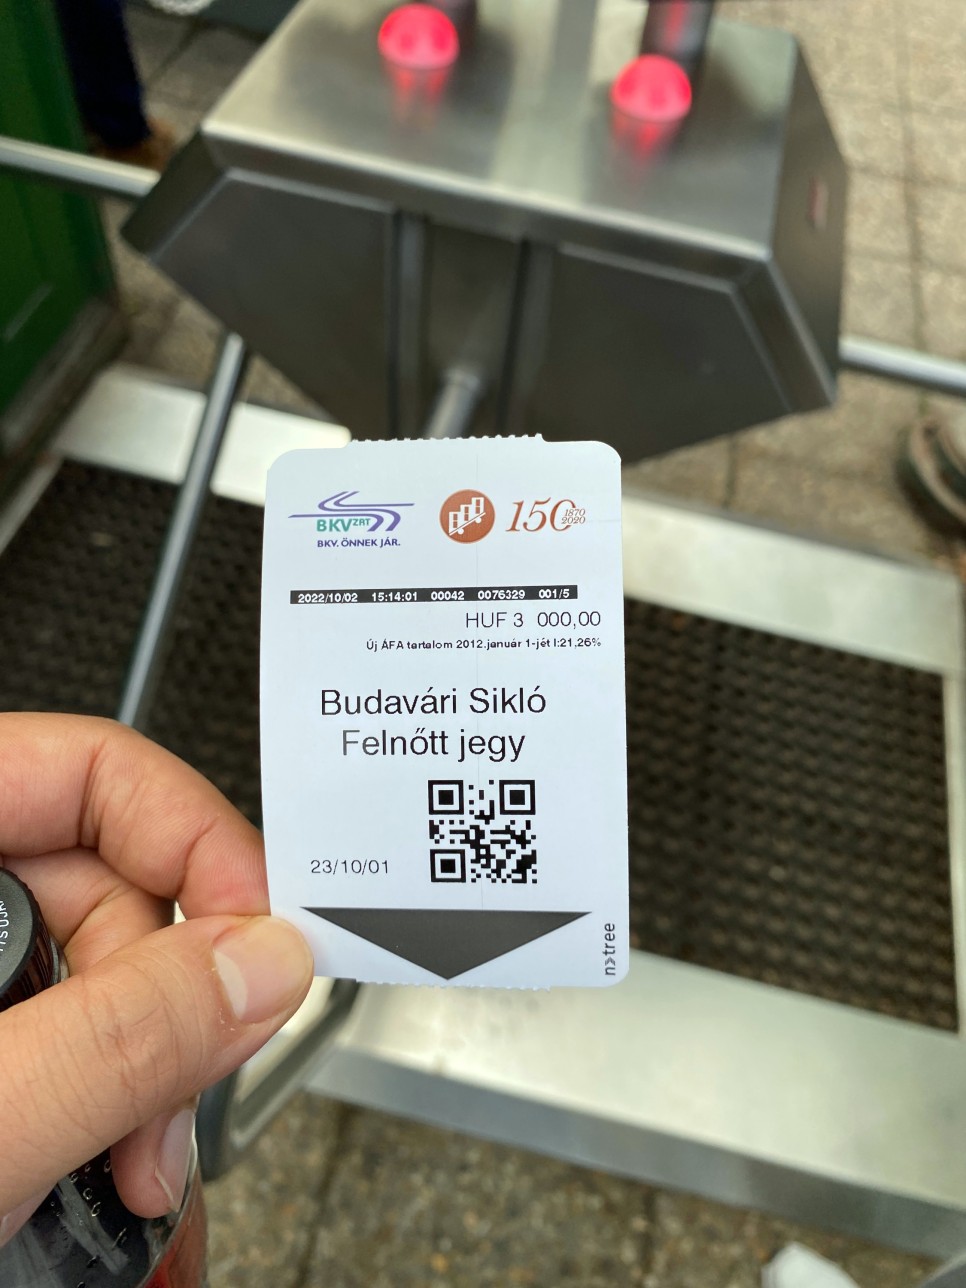 BKV ZRT
BKV. ÖNNEK JÁR.
150
1870
2020
2022/10/02 15:14:01 00042 0076329 001/5
HUF 3 000,00
Új ÁFA tartalom 2012.január 1-jét l:21,26%
Budavári Sikló
Felnőtt jegy
23/10/01
n>tree